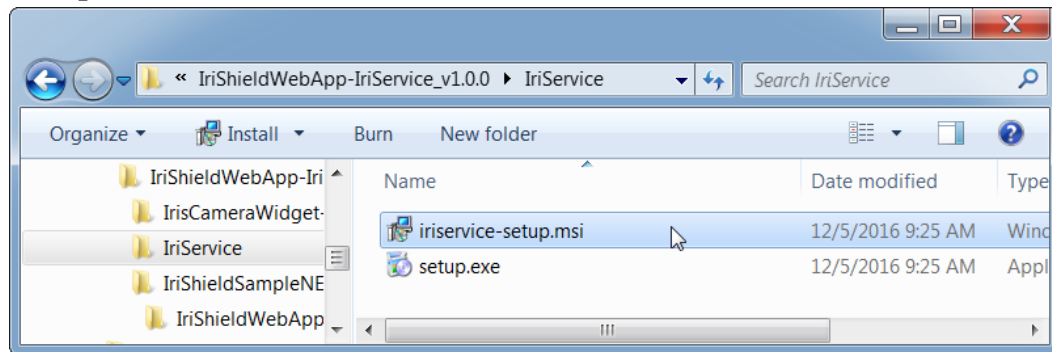 « IriShieldWebApp-IriService_v1.0.0 ▸ IriService Search IriService
Organize Install Burn New folder
IriShieldWebApp-Iri
IrisCameraWidget-
IriService
IriShieldSampleNE
IriShieldWebApp
Name Date modified Type
iriservice-setup.msi 12/5/2016 9:25 AM Winc
setup.exe 12/5/2016 9:25 AM Appl